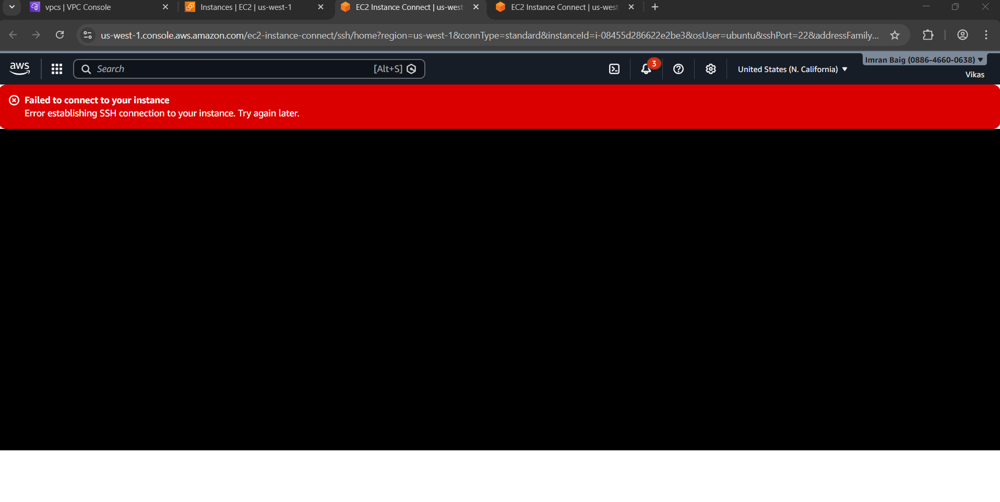 vpcs | VPC Console
Instances | EC2 | us-west-1
EC2 Instance Connect | us-west-
EC2 Instance Connect | us-west
us-west-1.console.aws.amazon.com/ec2-instance-connect/ssh/home?region=us-west-1&connType=standard&instanceId=i-08455d286622e2be3&osUser=ubuntu&sshPort=22&addressFamily...
aws
Search
[Alt+S]
3
United States (N. California)
Imran Baig (0886-4660-0638)
Vikas
Failed to connect to your instance
Error establishing SSH connection to your instance. Try again later.